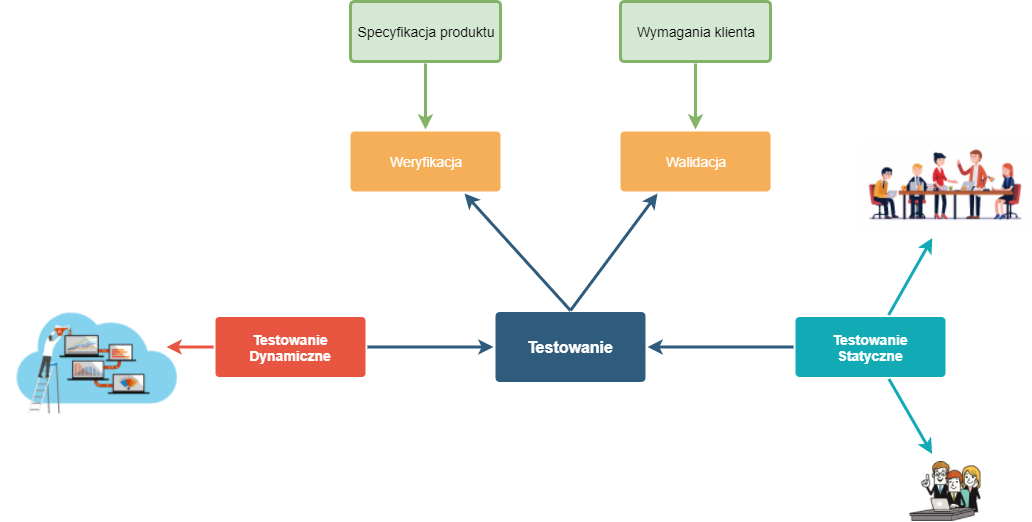 Specyfikacja produktu
Wymagania klienta
Weryfikacja
Walidacja
Testowanie
Dynamiczne
Testowanie
Testowanie
Statyczne